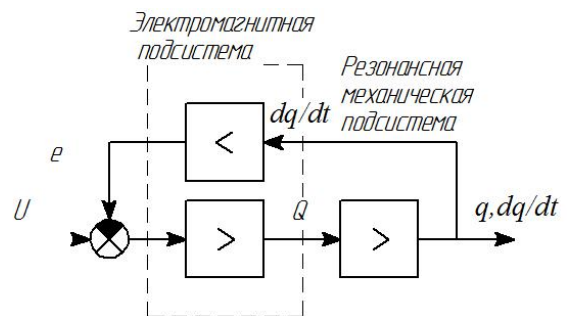 Электромагнитная
подсистема
Резонансная
механическая
подсистема
dq/dt
<
e
U
Q
q,dq/dt
>
>